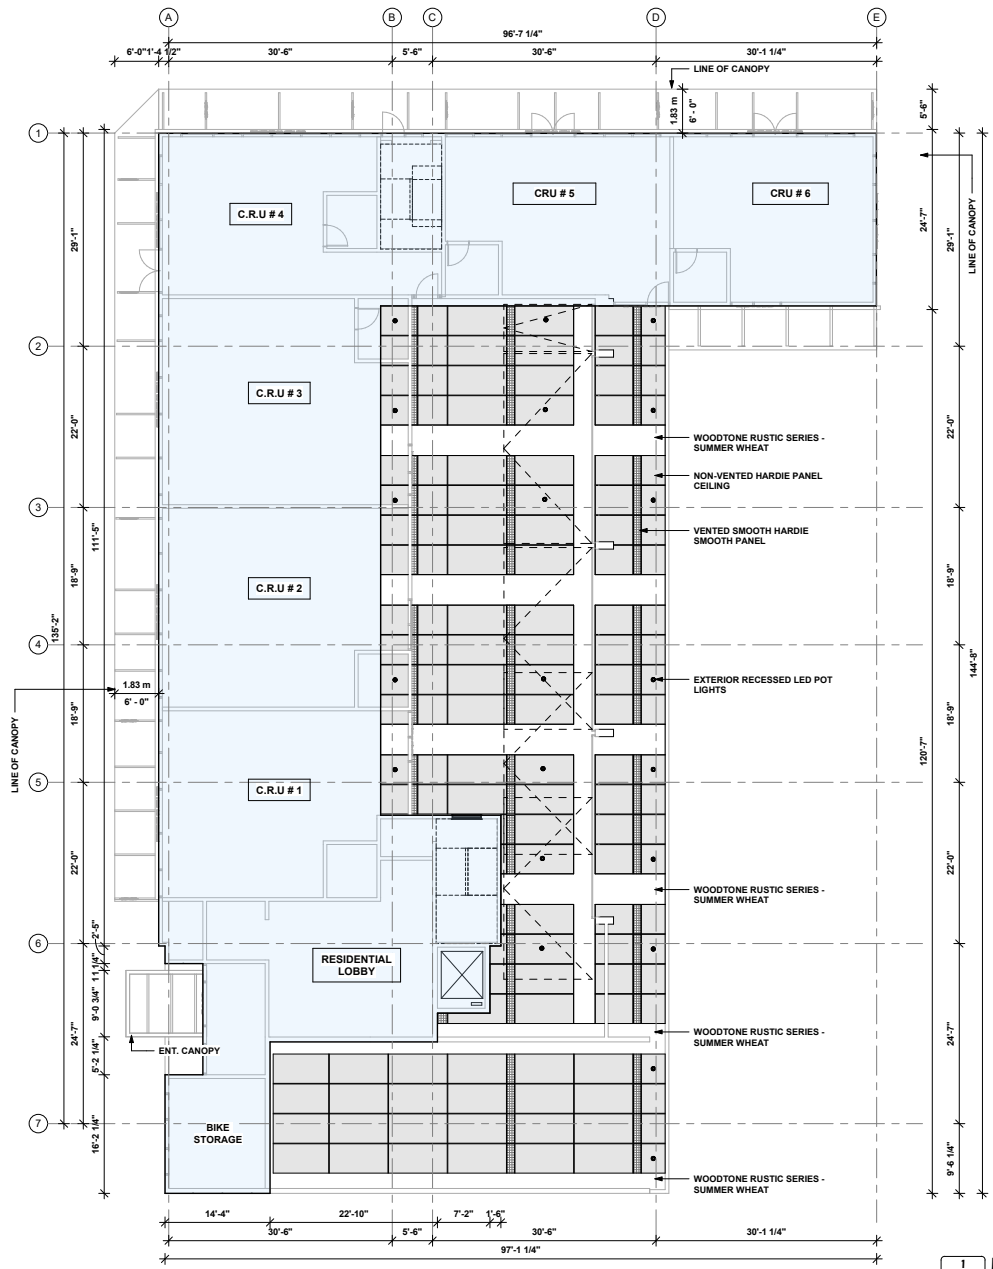 A
B
C
D
E
96'-7 1/4"
6'-0"
1'-4 1/2"
30'-6"
5'-6"
30'-6"
30'-1 1/4"
LINE OF CANOPY
1.83 m
6' - 0"
5'-6"
1
C.R.U # 4
CRU # 5
CRU # 6
29'-1"
24'-7"
29'-1"
LINE OF CANOPY
2
C.R.U # 3
22'-0"
22'-0"
WOODTONE RUSTIC SERIES -
SUMMER WHEAT
NON-VENTED HARDIE PANEL
CEILING
3
VENTED SMOOTH HARDIE
SMOOTH PANEL
111'-5"
18'-9"
18'-9"
C.R.U # 2
135'-2"
4
144'-8"
EXTERIOR RECESSED LED POT
LIGHTS
1.83 m
6' - 0"
LINE OF CANOPY
18'-9"
18'-9"
120'-7"
5
C.R.U # 1
22'-0"
22'-0"
WOODTONE RUSTIC SERIES -
SUMMER WHEAT
2'-5"
6
RESIDENTIAL
LOBBY
11 1/4"
9'-0 3/4"
24'-7"
24'-7"
WOODTONE RUSTIC SERIES -
SUMMER WHEAT
ENT. CANOPY
5'-2 1/4"
7
BIKE
STORAGE
16'-2 1/4"
9'-6 1/4"
WOODTONE RUSTIC SERIES -
SUMMER WHEAT
14'-4"
22'-10"
7'-2"
1'-6"
30'-6"
5'-6"
30'-6"
30'-1 1/4"
97'-1 1/4"